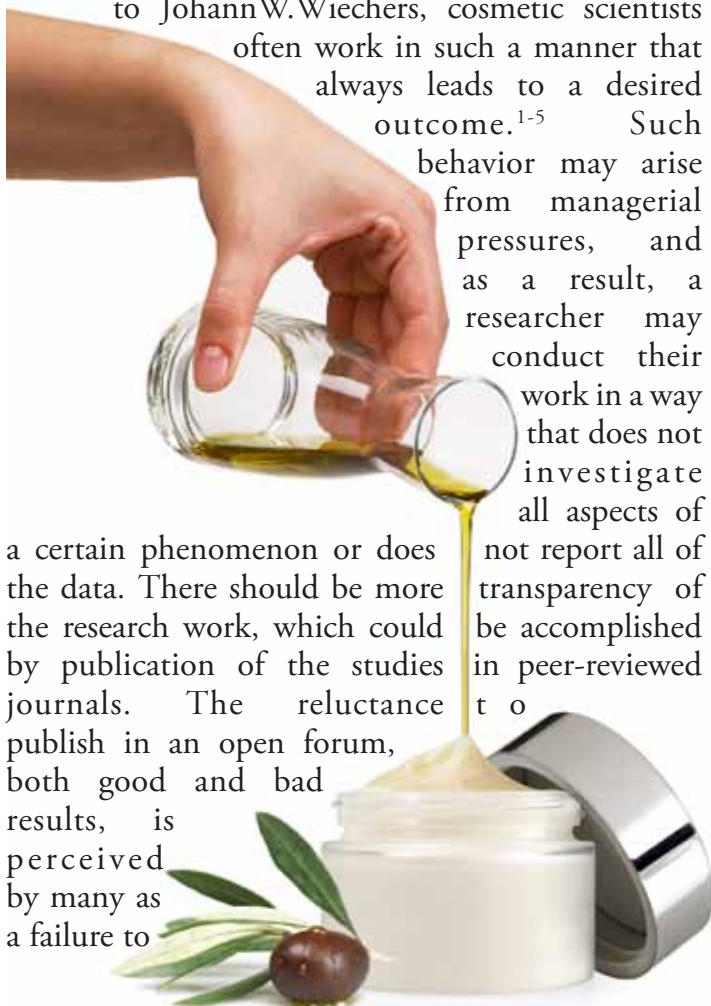 to Johann W. Wiechers, cosmetic scientists
often work in such a manner that
always leads to a desired
outcome.1-5 Such
behavior may arise
from managerial
pressures, and
as a result, a
researcher may
conduct their
work in a way
that does not
investigate
all aspects of
a certain phenomenon or does not report all of
the data. There should be more transparency of
the research work, which could be accomplished
by publication of the studies in peer-reviewed
journals. The reluctance to
publish in an open forum,
both good and bad
results, is
perceived
by many as
a failure to